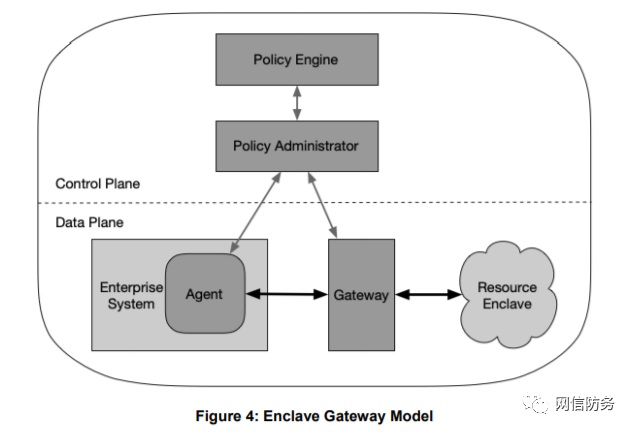 Policy Engine
Policy Administrator
Control Plane
Data Plane
Enterprise
System
Agent
Gateway
Resource
Enclave
网信防务
Figure 4: Enclave Gateway Model